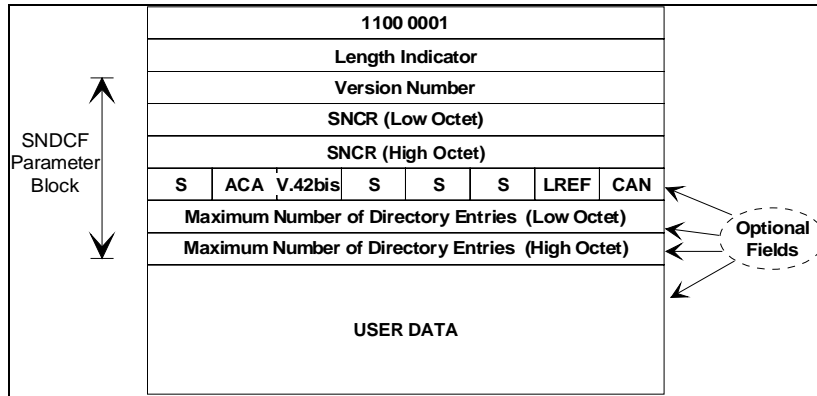 1100 0001
Length Indicator
Version Number
SNDCF
Parameter
Block
SNCR (Low Octet)
SNCR (High Octet)
S ACA V.42bis S S S LREF CAN
Maximum Number of Directory Entries (Low Octet)
Maximum Number of Directory Entries (High Octet)
Optional
Fields
USER DATA